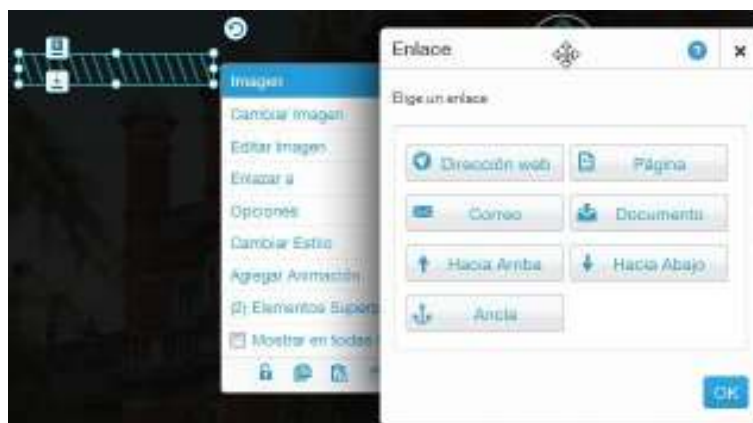 Enlace
Elige un enlace
Dirección web
Página
Correo
Documento
Hacia Arriba
Hacia Abajo
Ancla
OK
Imagen
Cambiar Imagen
Editar Imagen
Enlazar a
Opciones
Cambiar Estilo
Agregar Animación
(2) Elementos
Mostrar en todas